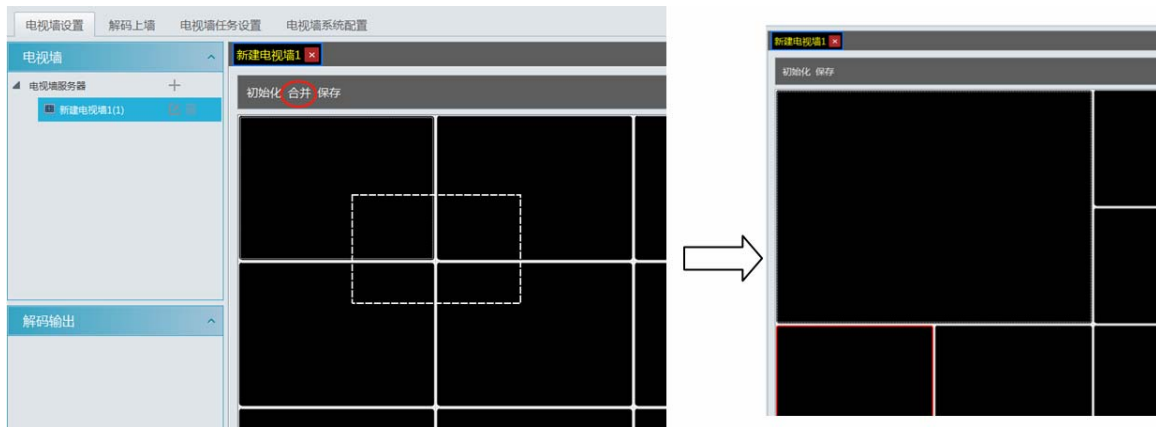 电视墙设置 解码上墙 电视墙任务设置 电视墙系统配置
电视墙
电视墙服务器
新建电视墙1(1)
解码输出
新建电视墙1
初始化 合并 保存
新建电视墙1
初始化 保存